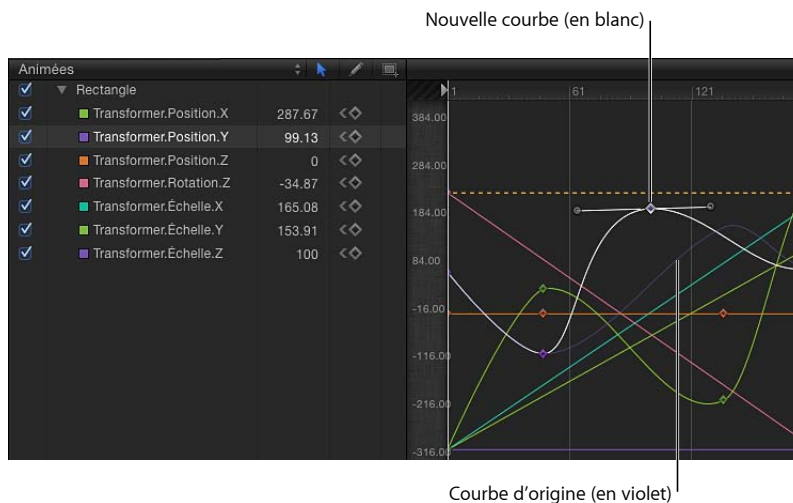 Nouvelle courbe (en blanc)
Animées
Rectangle
Transformer.Position.X 287.67
Transformer.Position.Y 99.13
Transformer.Position.Z 0
Transformer.Rotation.Z -34.87
Transformer.Échelle.X 165.08
Transformer.Échelle.Y 153.91
Transformer.Échelle.Z 100
1 61 121
384.00
284.00
184.00
84.00
-16.00
-116.00
-216.00
-316.00
Courbe d'origine (en violet)